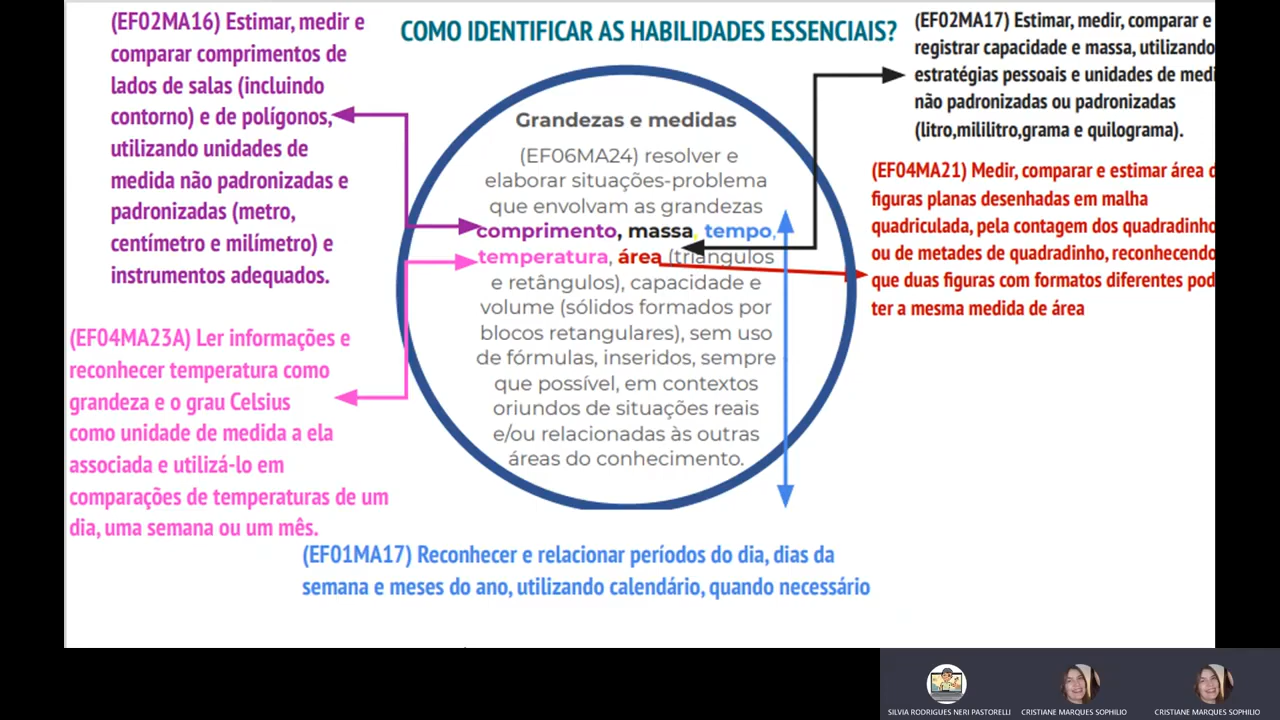 COMO IDENTIFICAR AS HABILIDADES ESSENCIAIS?
(EF02MA16) Estimar, medir e
comparar comprimentos de
lados de salas (incluindo
contorno) e de polígonos,
utilizando unidades de
medida não padronizadas e
padronizadas (metro,
centímetro e milímetro) e
instrumentos adequados.
(EF04MA23A) Ler informações e
reconhecer temperatura como
grandeza e o grau Celsius
como unidade de medida a ela
associada e utilizá-lo em
comparações de temperaturas de um
dia, uma semana ou um mês.
Grandezas e medidas
(EF06MA24) resolver e
elaborar situações-problema
que envolvam as grandezas
comprimento, massa, tempo,
temperatura, área (triângulos
e retângulos), capacidade e
volume (sólidos formados por
blocos retangulares), sem uso
de fórmulas, inseridos, sempre
que possível, em contextos
oriundos de situações reais
e/ou relacionadas às outras
áreas do conhecimento.
(EF02MA17) Estimar, medir, comparar e
registrar capacidade e massa, utilizando
estratégias pessoais e unidades de medi
não padronizadas ou padronizadas
(litro,mililitro,grama e quilograma).
(EF04MA21) Medir, comparar e estimar área d
figuras planas desenhadas em malha
quadriculada, pela contagem dos quadradinho
ou de metades de quadradinho, reconhecendo
que duas figuras com formatos diferentes pod
ter a mesma medida de área
(EF01MA17) Reconhecer e relacionar períodos do dia, dias da
semana e meses do ano, utilizando calendário, quando necessário
SILVIA RODRIGUES NERI PASTORELLI
CRISTIANE MARQUES SOPHILIO
CRISTIANE MARQUES SOPHILIO